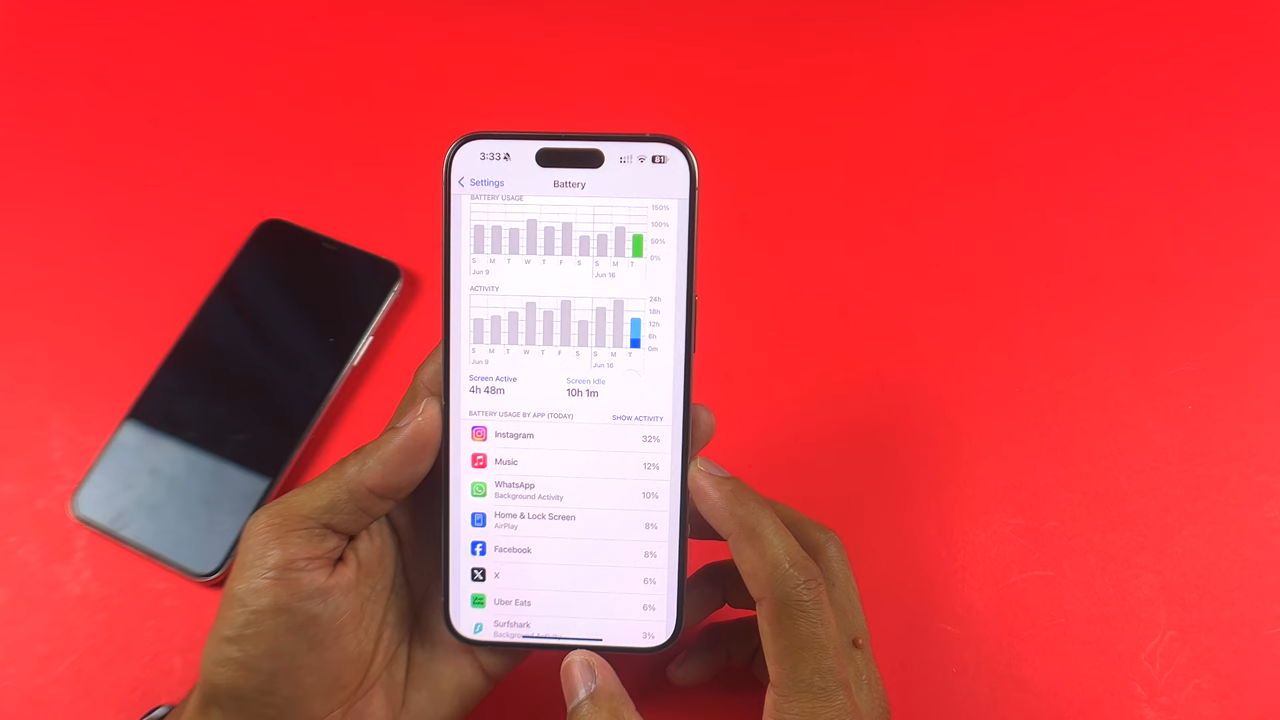 3:33 81
Settings Battery
BATTERY USAGE
150%
100%
50%
0%
S M T W T F S S M T
Jun 9 Jun 16
ACTIVITY
24h
18h
12h
6h
0m
S M T W T F S S M T
Jun 9 Jun 16
Screen Active Screen Idle
4h 48m 10h 1m
BATTERY USAGE BY APP (TODAY) SHOW ACTIVITY
Instagram 32%
Music 12%
WhatsApp
Background Activity 10%
Home & Lock Screen
AirPlay 8%
Facebook 8%
X 6%
Uber Eats 6%
Surfshark
Background Activity 3%